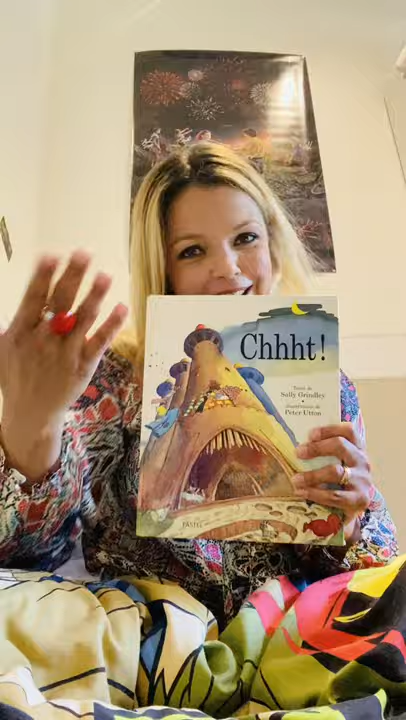 Chhht!
Texte de
Sally Grindley
illustrations de
Peter Utton
PASTEL